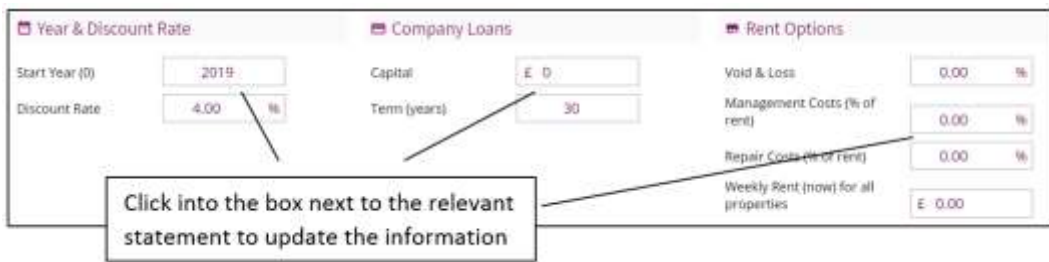 Year & Discount Rate
Start Year (0) 2019
Discount Rate 4.00 %
Company Loans
Capital £ 0
Term (years) 30
Rent Options
Void & Loss 0.00 %
Management Costs (% of
rent) 0.00 %
Repair Costs (% of rent) 0.00 %
Weekly Rent (now) for all
properties £ 0.00
Click into the box next to the relevant
statement to update the information